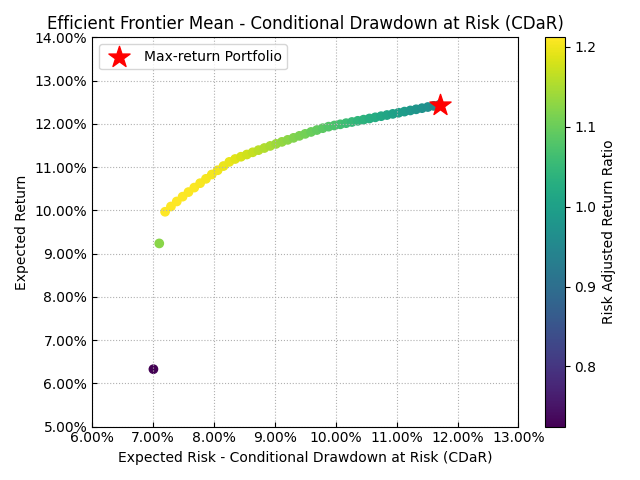 Efficient Frontier Mean - Conditional Drawdown at Risk (CDaR)
Max-return Portfolio
Expected Return
14.00%
13.00%
12.00%
11.00%
10.00%
9.00%
8.00%
7.00%
6.00%
5.00%
6.00% 7.00% 8.00% 9.00% 10.00% 11.00% 12.00% 13.00%
Expected Risk - Conditional Drawdown at Risk (CDaR)
1.2
1.1
1.0
0.9
0.8
Risk Adjusted Return Ratio